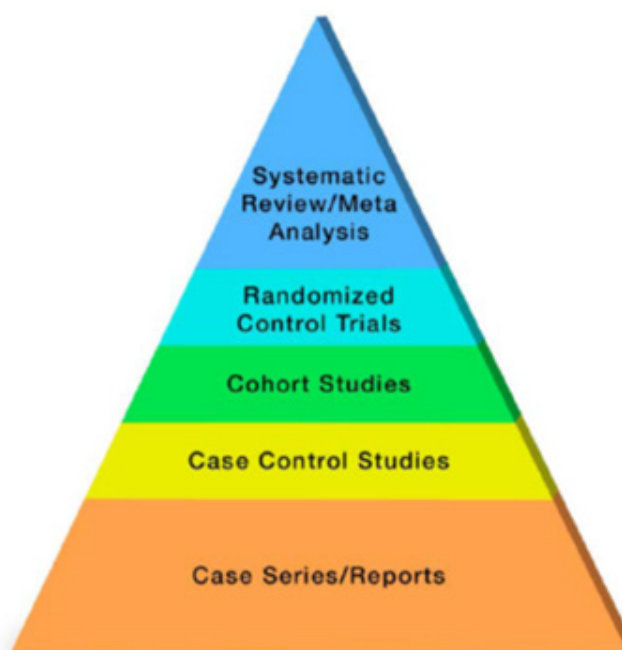 Systematic
Review/Meta
Analysis
Randomized
Control Trials
Cohort Studies
Case Control Studies
Case Series/Reports